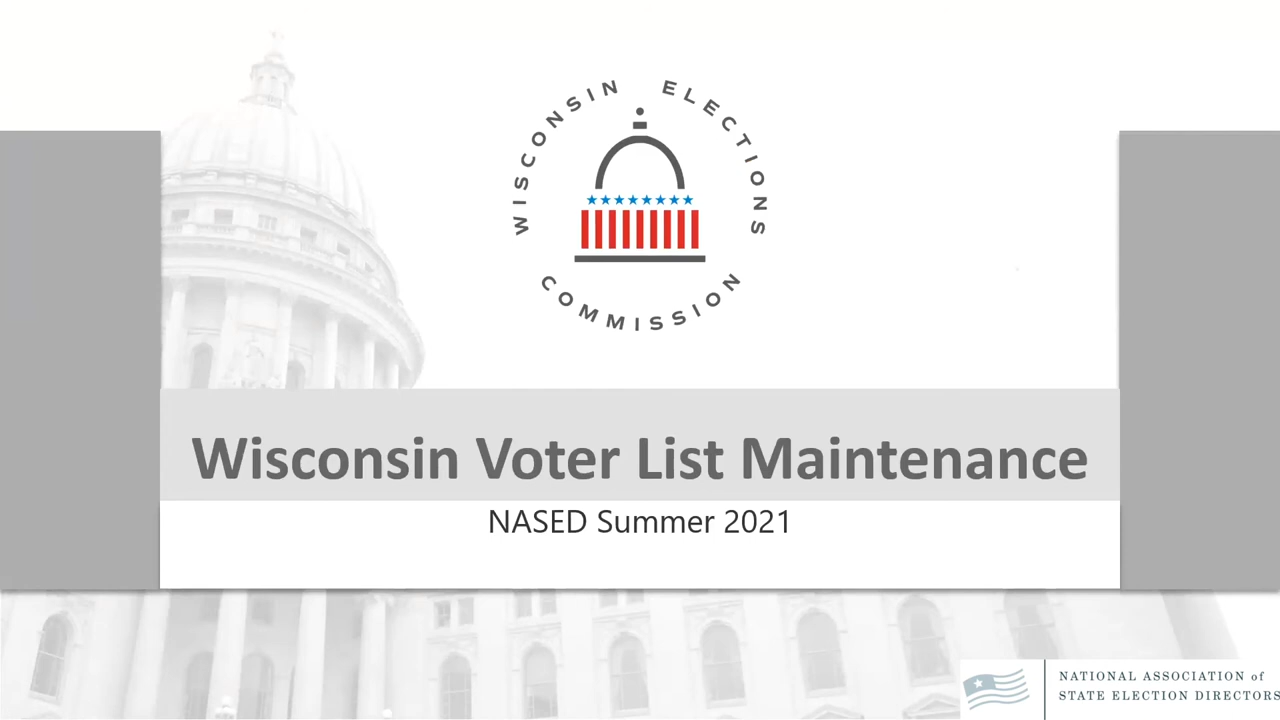 WISCONSIN ELECTIONS
COMMISSION
Wisconsin Voter List Maintenance
NASED Summer 2021
NATIONAL ASSOCIATION of
STATE ELECTION DIRECTORS